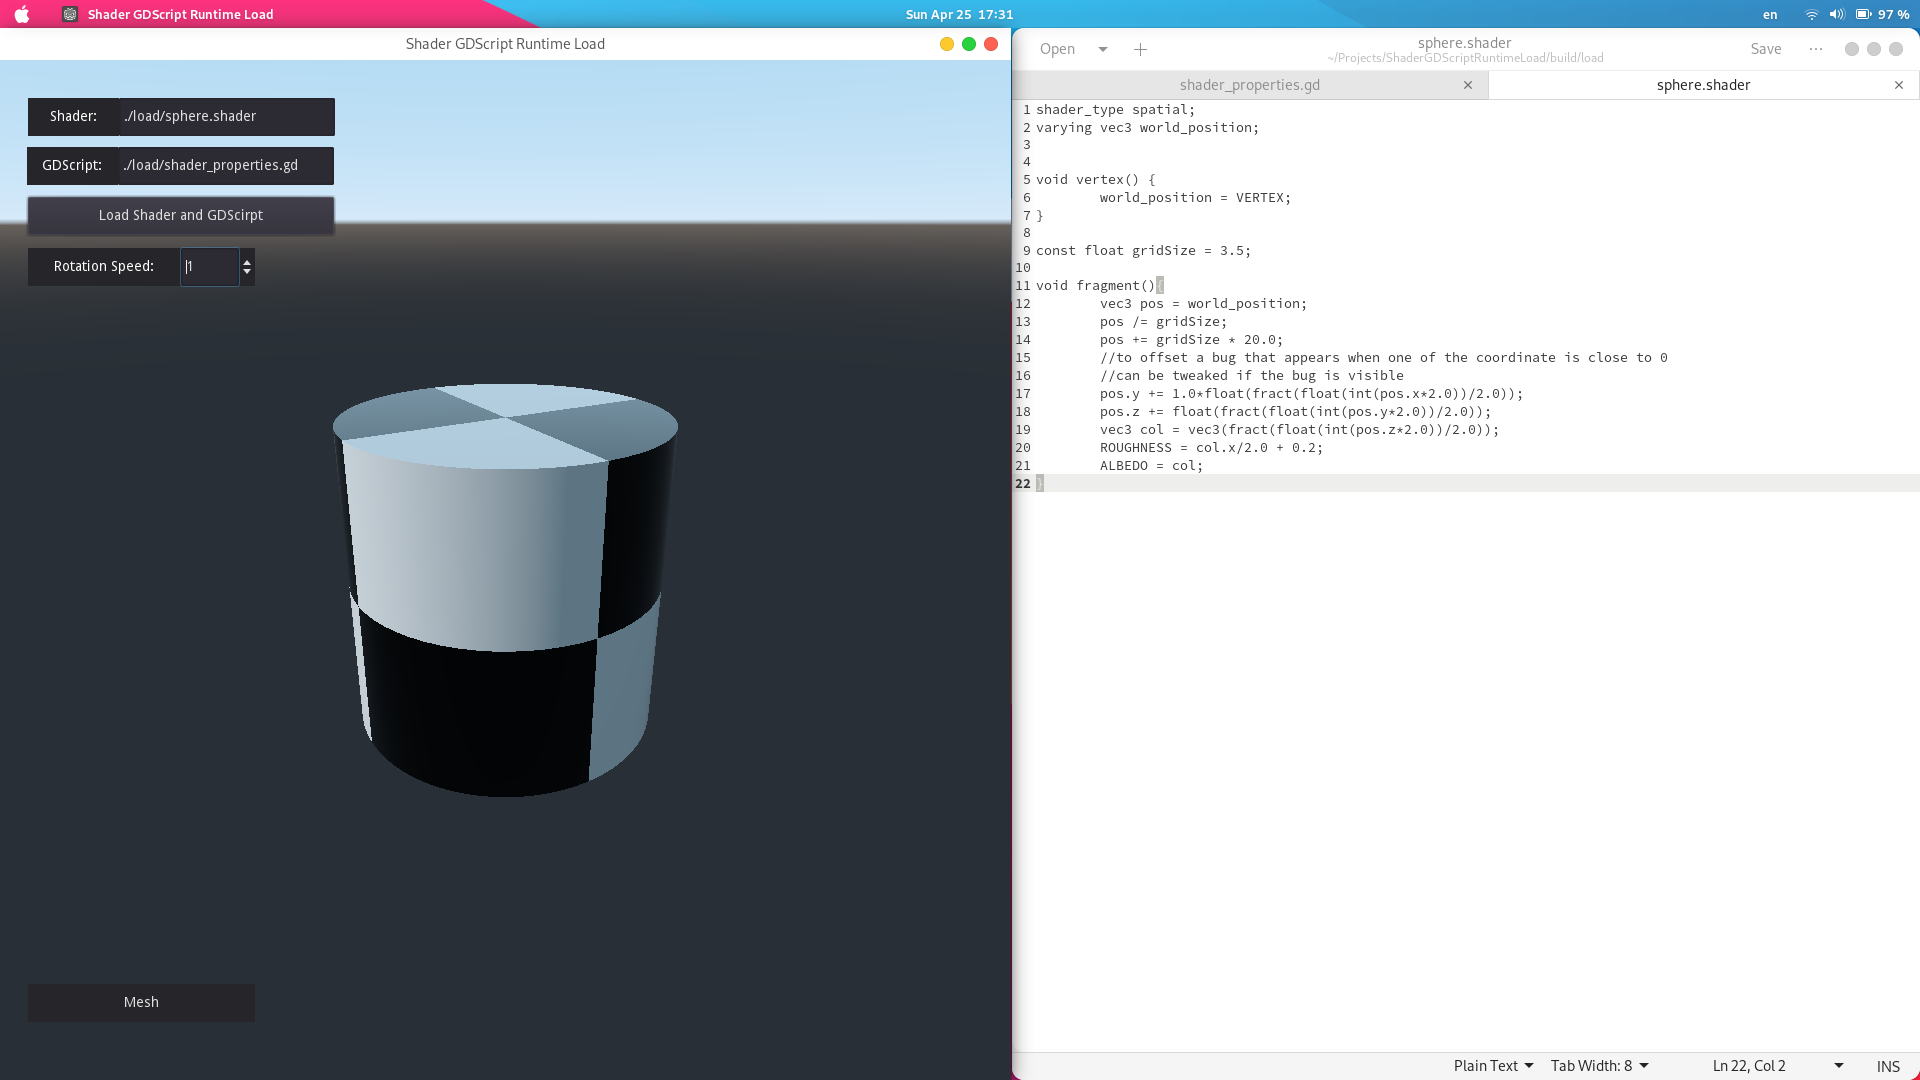 Shader GDScript Runtime Load
Sun Apr 25 17:31
en
97 %
Shader GDScript Runtime Load
Shader:
./load/sphere.shader
GDScript:
./load/shader_properties.gd
Load Shader and GDScirpt
Rotation Speed:
1
Mesh
Open
sphere.shader
~/Projects/ShaderGDScriptRuntimeLoad/build/load
Save
shader_properties.gd
sphere.shader
1 shader_type spatial;
2 varying vec3 world_position;
3
4
5 void vertex() {
6 world_position = VERTEX;
7 }
8
9 const float gridSize = 3.5;
10
11 void fragment(){
12 vec3 pos = world_position;
13 pos /= gridSize;
14 pos += gridSize * 20.0;
15 //to offset a bug that appears when one of the coordinate is close to 0
16 //can be tweaked if the bug is visible
17 pos.y += 1.0*float(fract(float(int(pos.x*2.0))/2.0));
18 pos.z += float(fract(float(int(pos.y*2.0))/2.0));
19 vec3 col = vec3(fract(float(int(pos.z*2.0))/2.0));
20 ROUGHNESS = col.x/2.0 + 0.2;
21 ALBEDO = col;
22 }
Plain Text
Tab Width: 8
Ln 22, Col 2
INS